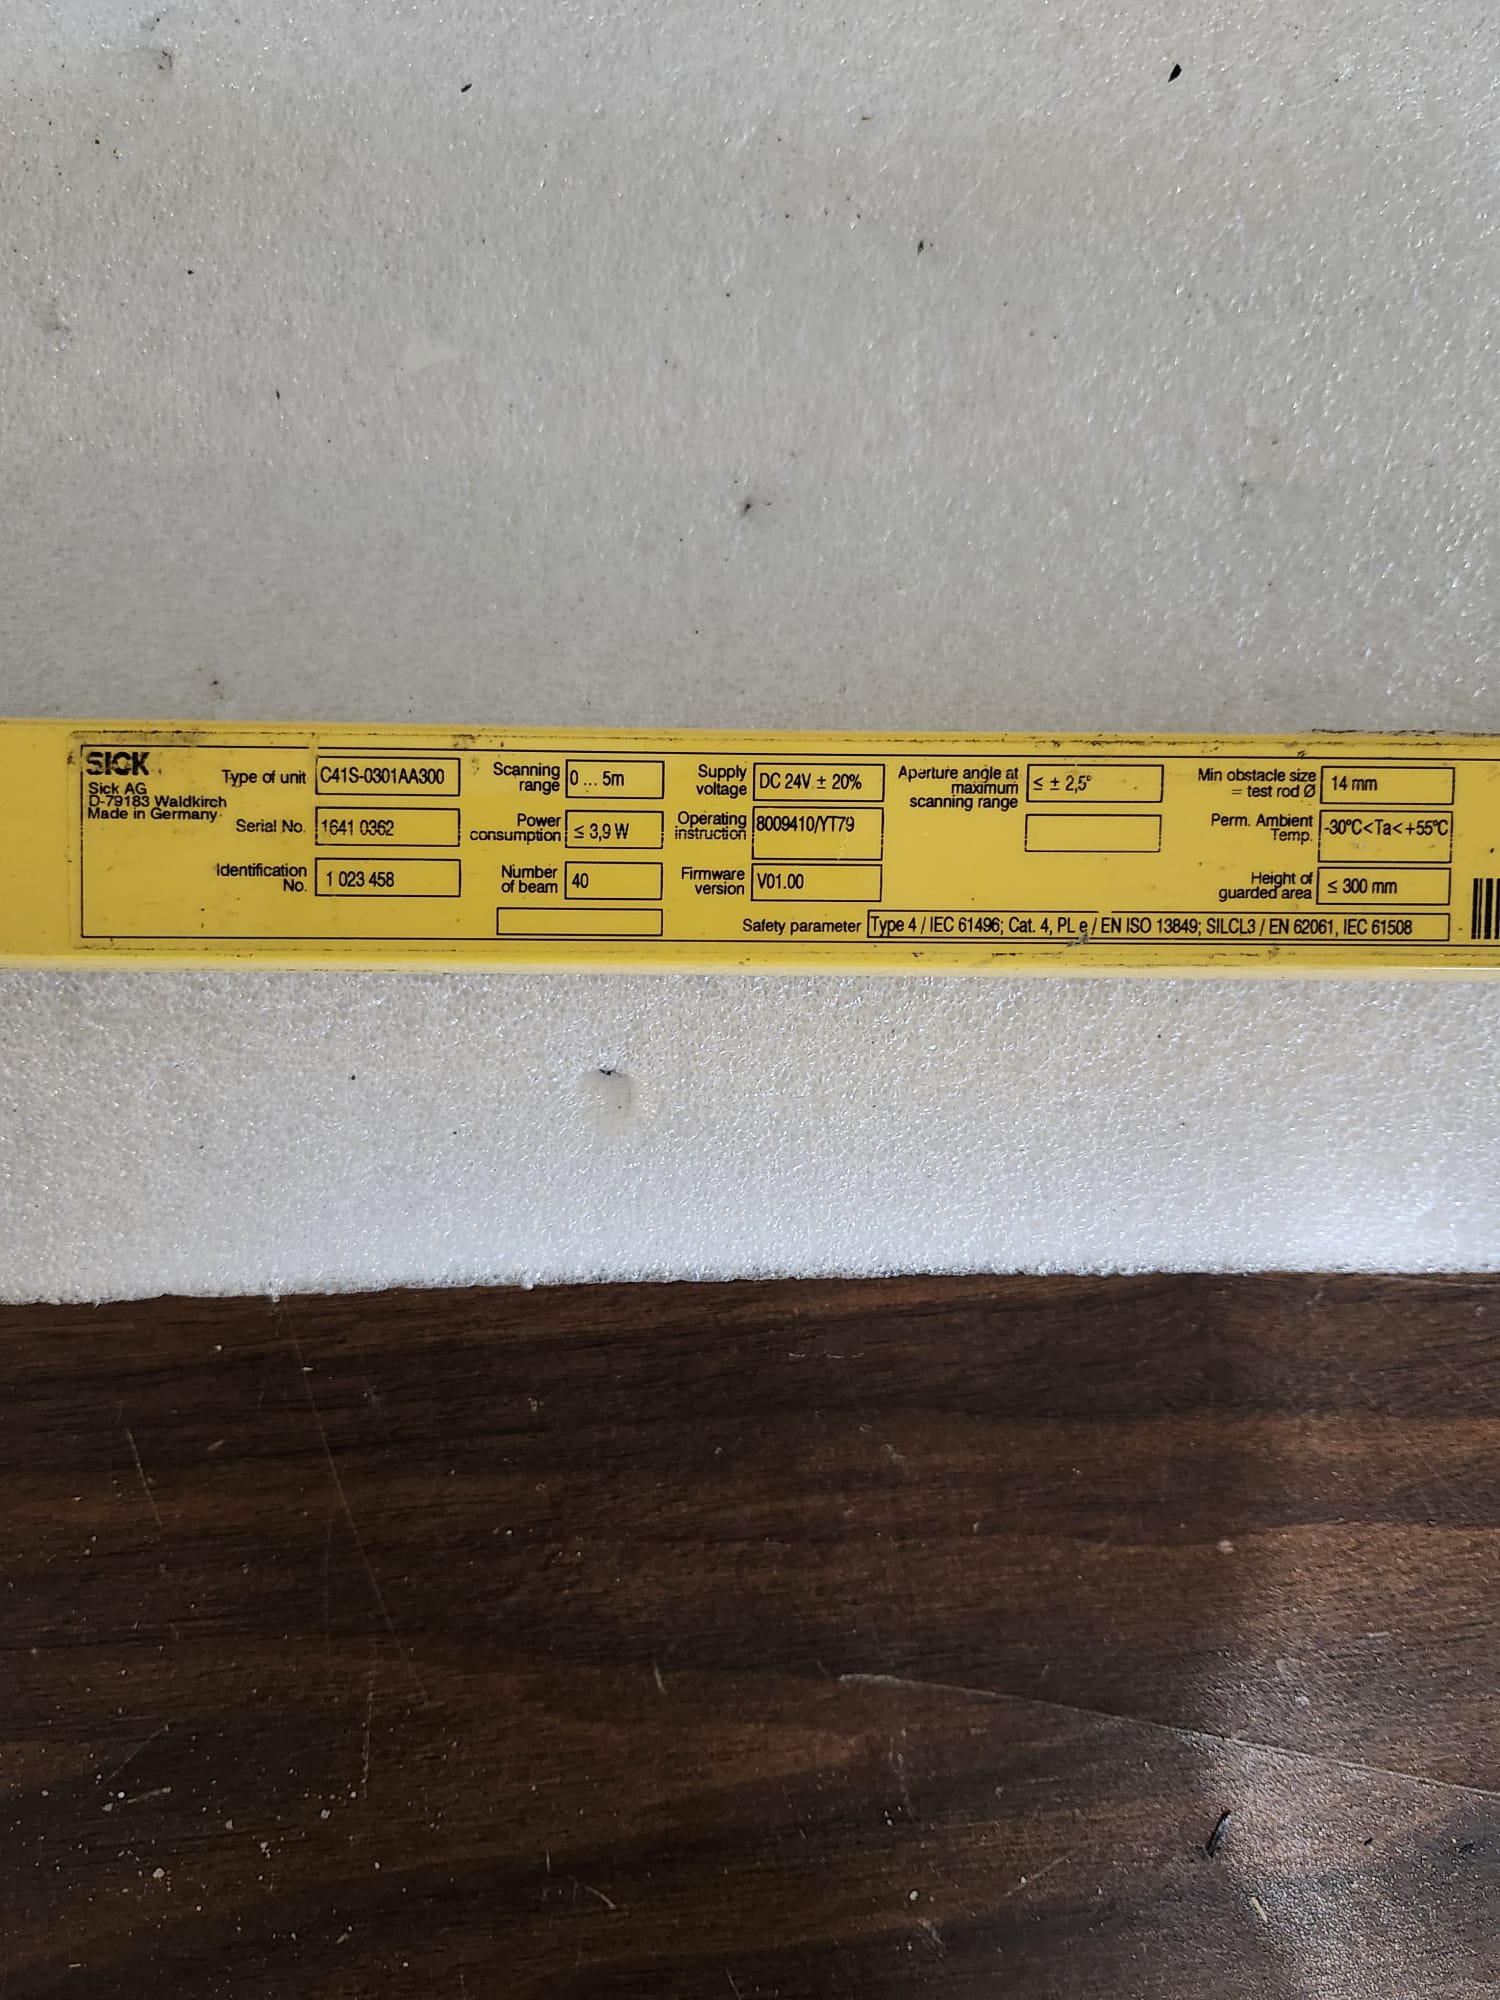 SICK
Sick AG
D-79183 Waldkirch
Made in Germany
Type of unit C41S-0301AA300
Serial No. 1641 0362
Identification
No. 1 023 458
Scanning
range 0 ... 5m
Power
consumption ≤ 3,9 W
Number
of beam 40
Supply
voltage DC 24V ± 20%
Operating
instruction 8009410/YT79
Firmware
version V01.00
Aperture angle at
maximum
scanning range ≤ ± 2,5°
Min obstacle size
= test rod Ø 14 mm
Perm. Ambient
Temp. -30°C<Ta<+55°C
Height of
guarded area ≤ 300 mm
Safety parameter Type 4 / IEC 61496; Cat. 4, PL e / EN ISO 13849; SILCL3 / EN 62061, IEC 61508